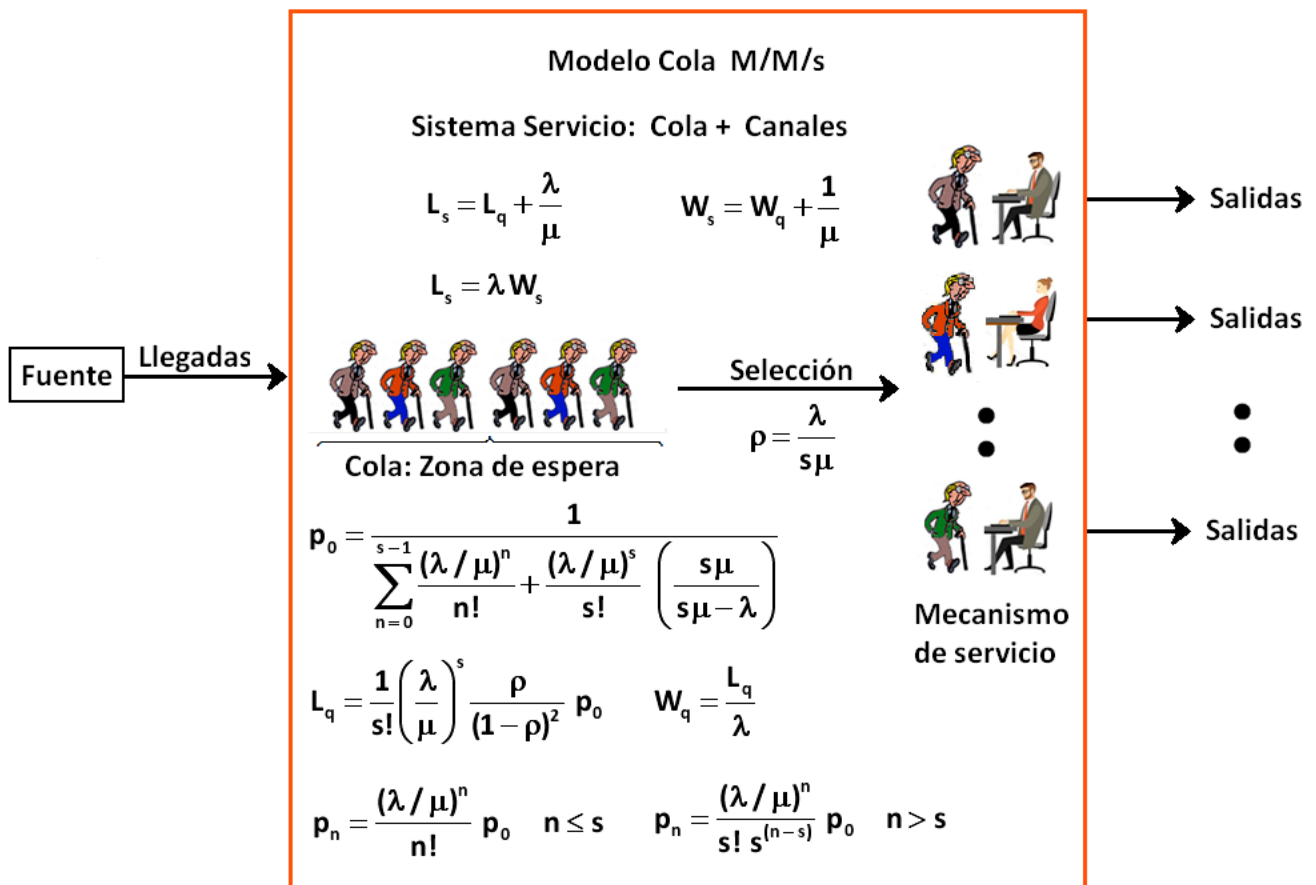 Modelo Cola M/M/s
Sistema Servicio: Cola + Canales
L_s = L_q + λ/μ
W_s = W_q + 1/μ
L_s = λ W_s
Fuente
Llegadas
Selección
ρ = λ/(sμ)
Cola: Zona de espera
Salidas
Salidas
Salidas
Mecanismo
de servicio
p_0 = 1 / (∑_{n=0}^{s-1} (λ/μ)^n / n! + (λ/μ)^s / s! (sμ / (sμ − λ)))
L_q = 1/s! (λ/μ)^s ρ/(1 − ρ)^2 p_0
W_q = L_q/λ
p_n = (λ/μ)^n / n! p_0 n ≤ s
p_n = (λ/μ)^n / (s! s^(n−s)) p_0 n > s